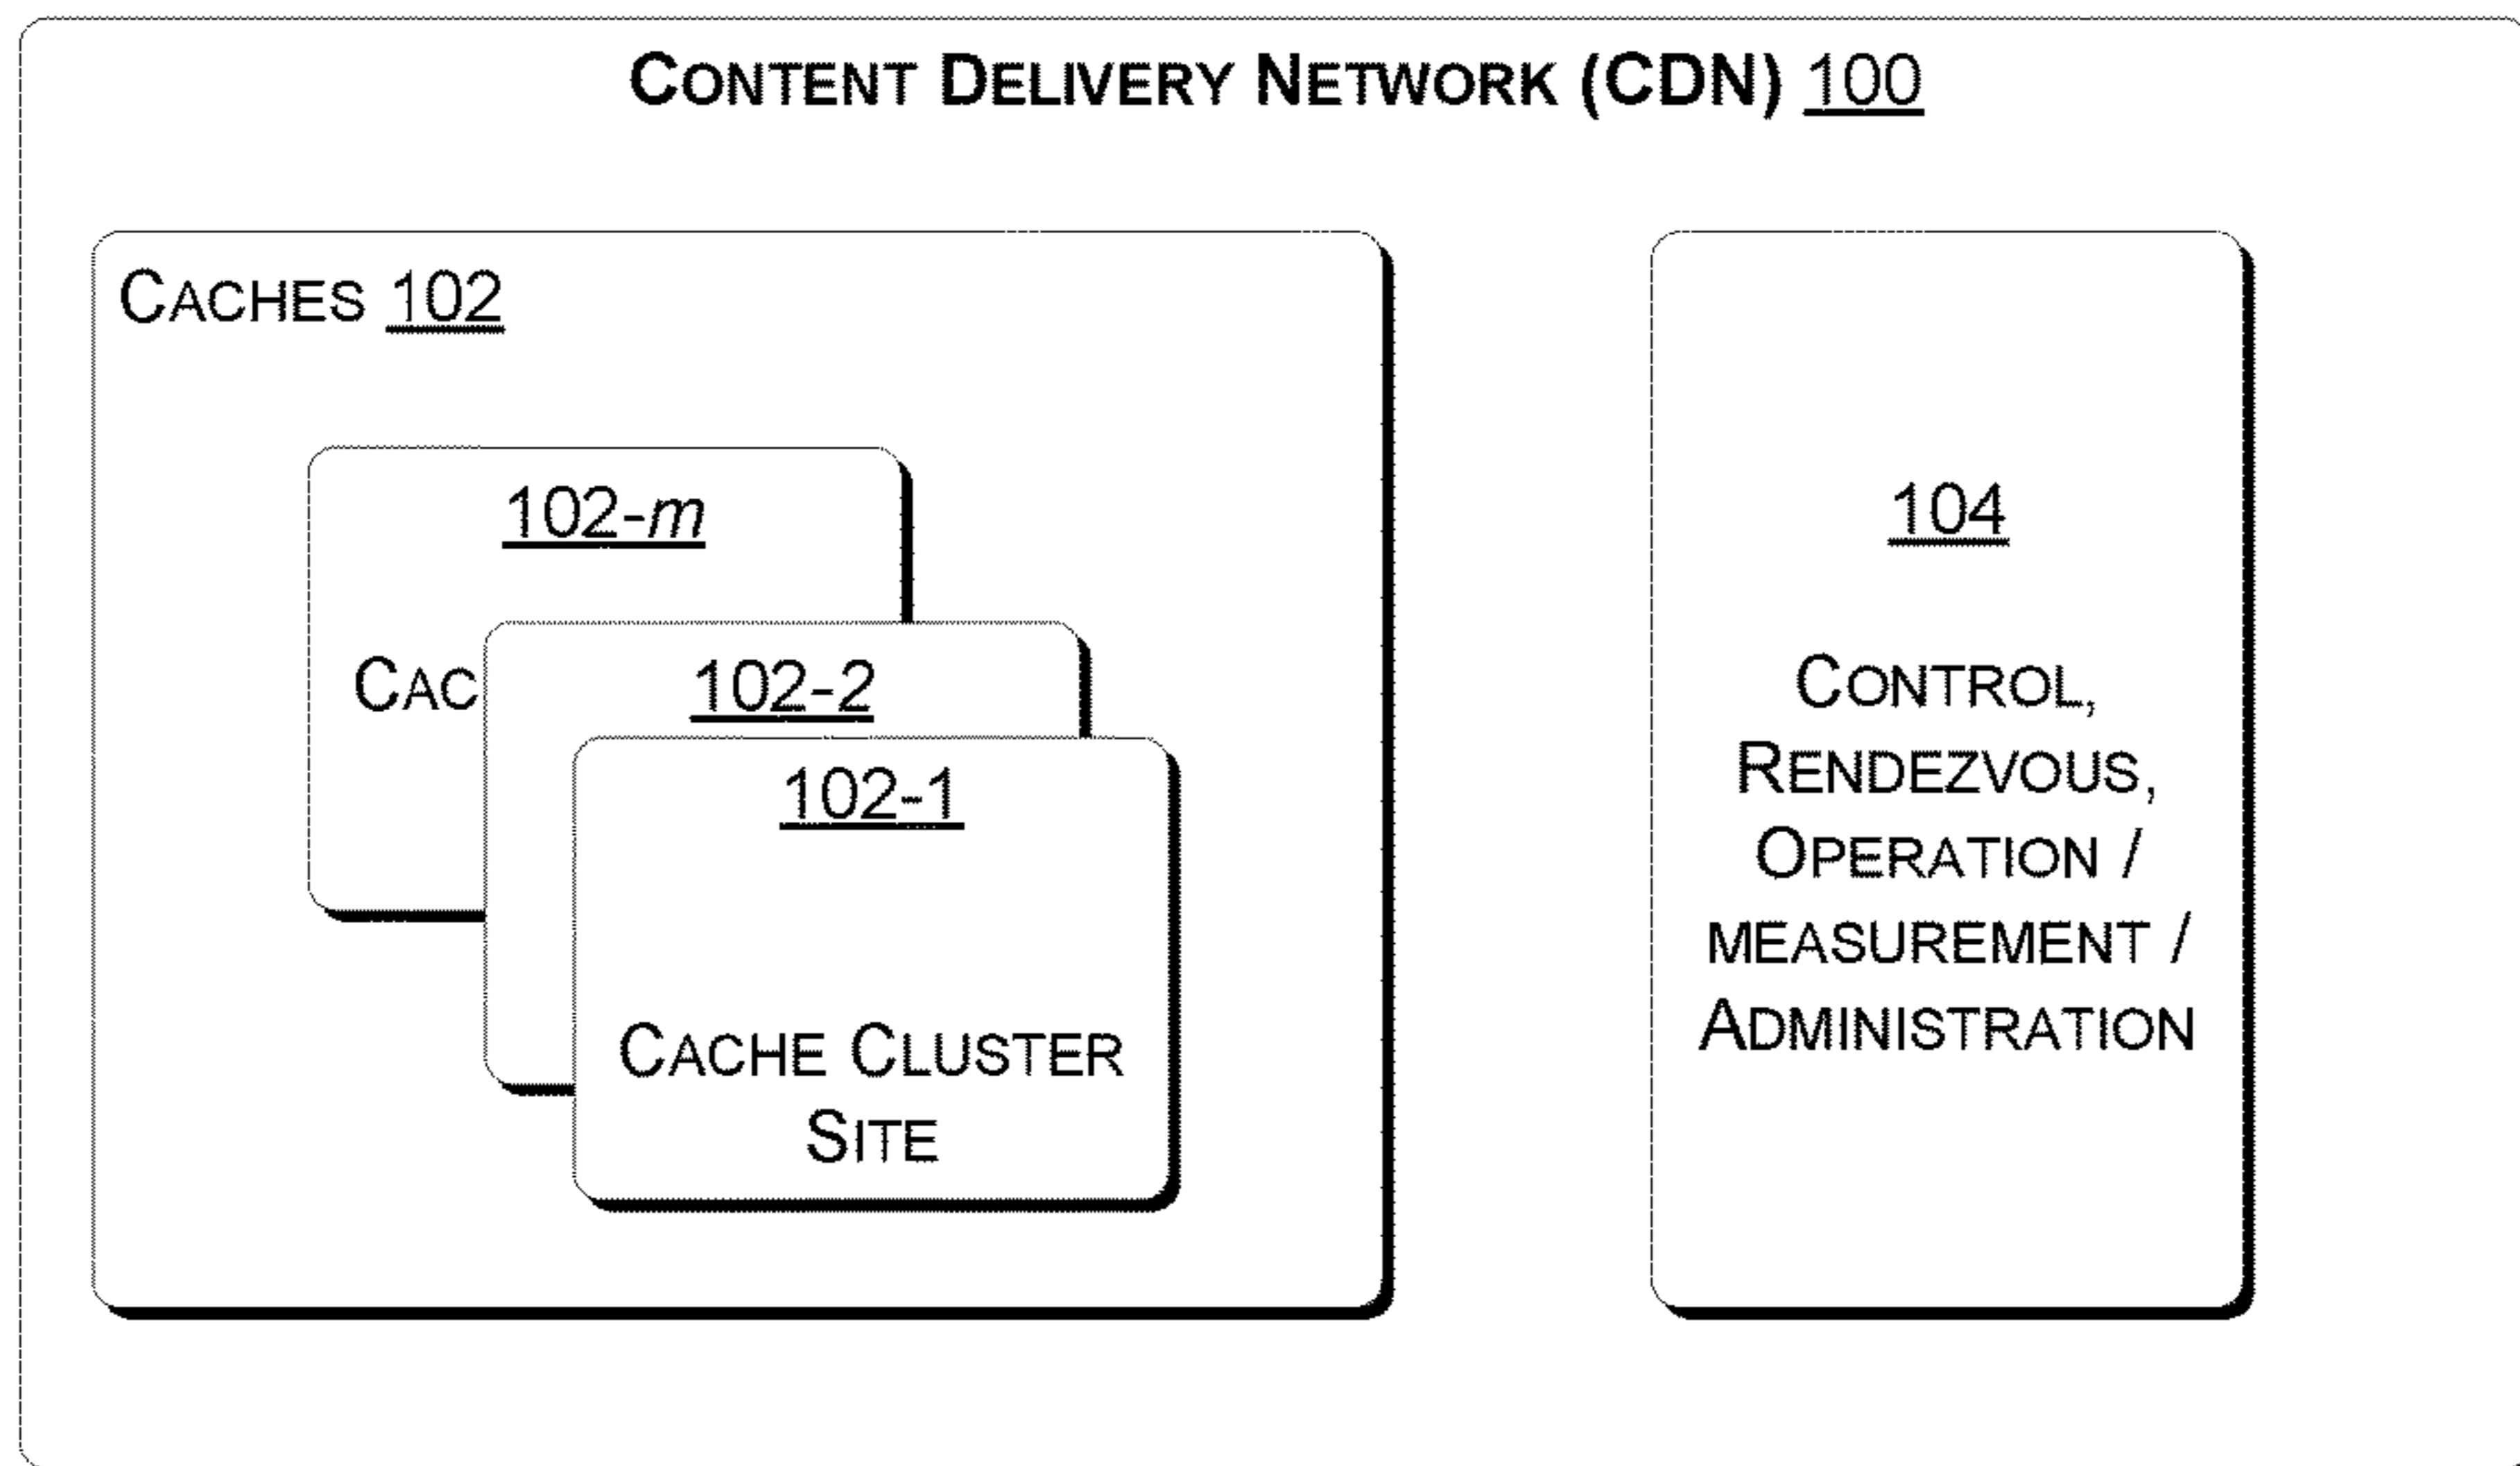 CONTENT DELIVERY NETWORK (CDN) 100
CACHES 102
102-m
CAC
102-2
102-1
CACHE CLUSTER
SITE
104
CONTROL,
RENDEZVOUS,
OPERATION /
MEASUREMENT /
ADMINISTRATION